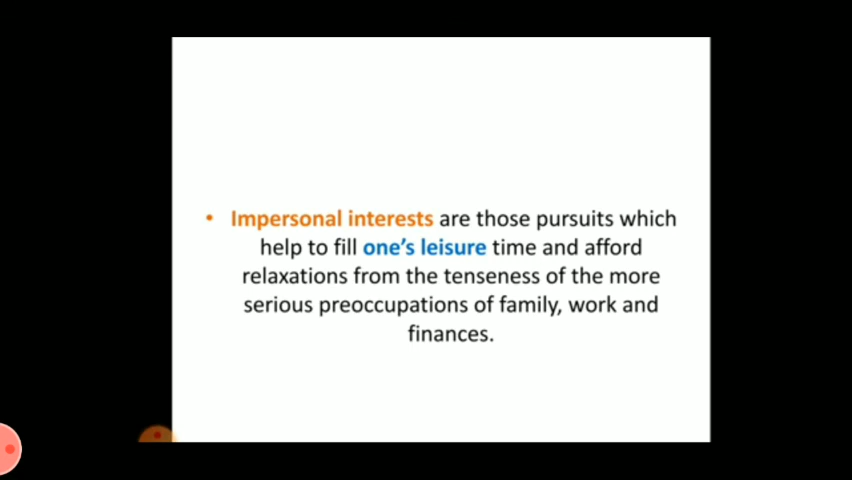 • Impersonal interests are those pursuits which
help to fill one's leisure time and afford
relaxations from the tenseness of the more
serious preoccupations of family, work and
finances.